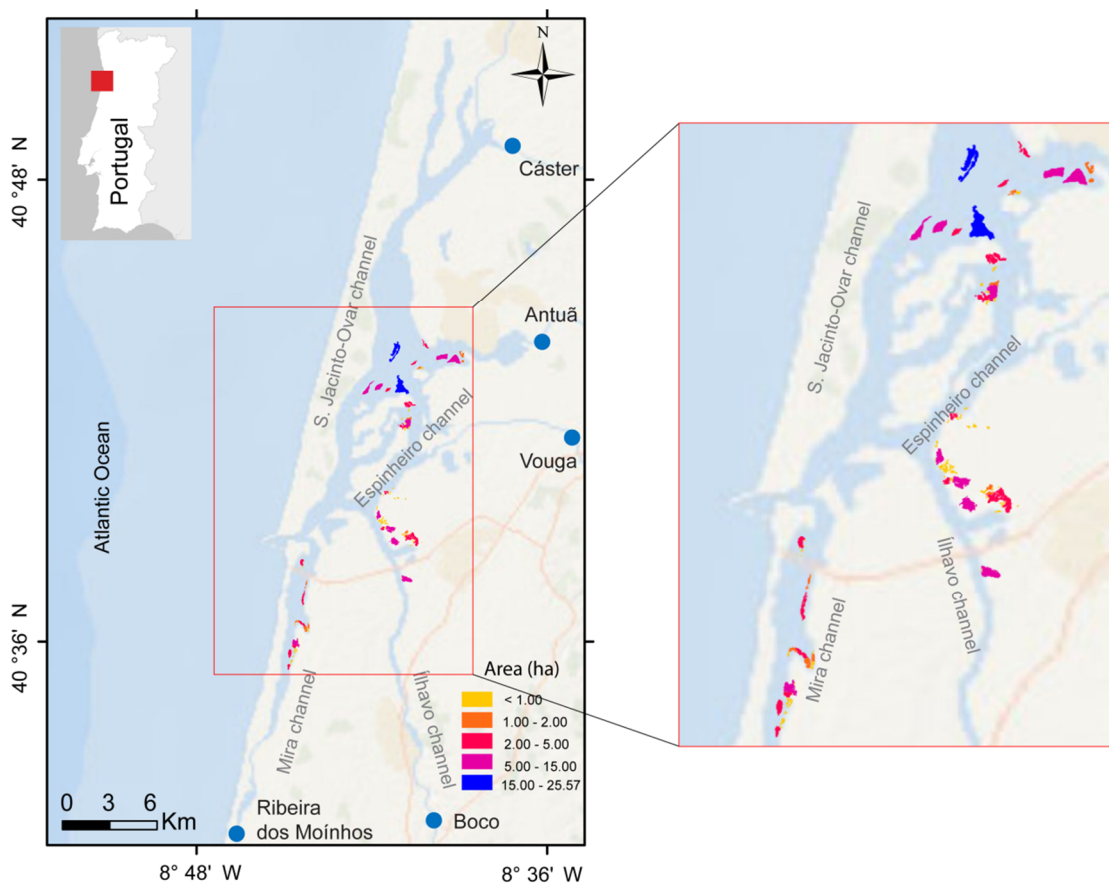 N
40 °48' N
Portugal
Cáster
S. Jacinto-Ovar channel
Antuã
Espinheiro channel
Vouga
Atlantic Ocean
40 °36' N
Mira channel
Ílhavo channel
Area (ha)
< 1.00
1.00 - 2.00
2.00 - 5.00
5.00 - 15.00
15.00 - 25.57
0 3 6
Km
Ribeira
dos Moínhos
Boco
8° 48' W
8° 36' W
S. Jacinto-Ovar channel
Espinheiro channel
Ílhavo channel
Mira channel